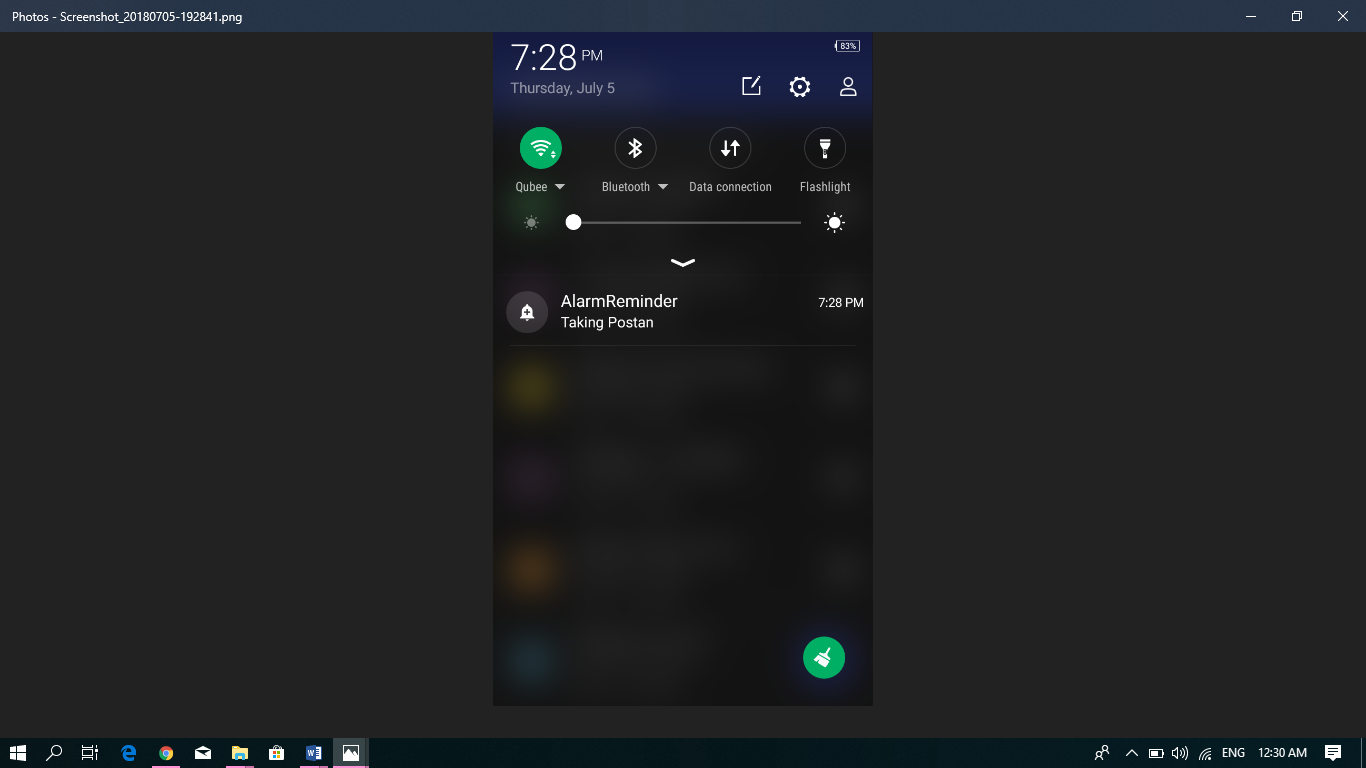 Photos - Screenshot_20180705-192841.png
83%
7:28 PM
Thursday, July 5
Qubee
Bluetooth
Data connection
Flashlight
AlarmReminder
7:28 PM
Taking Postan
ENG
12:30 AM